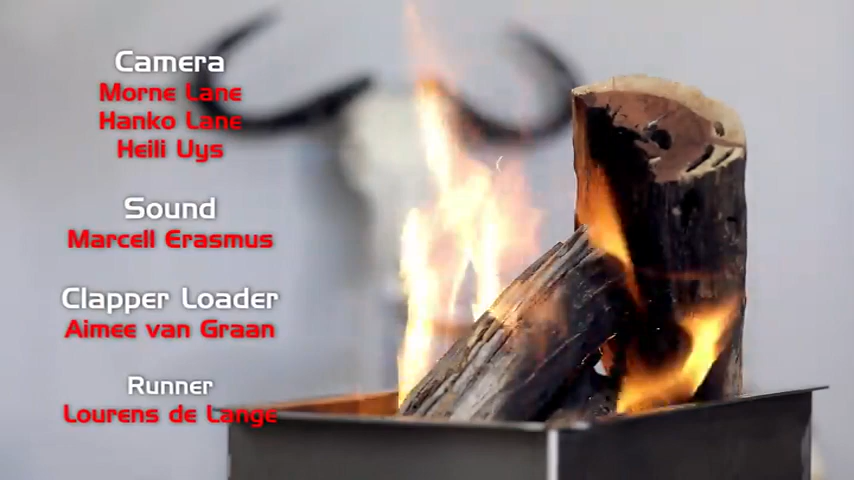 Camera
Morne Lane
Hanko Lane
Heili Uys
Sound
Marcell Erasmus
Clapper Loader
Aimee van Graan
Runner
Lourens de Lange